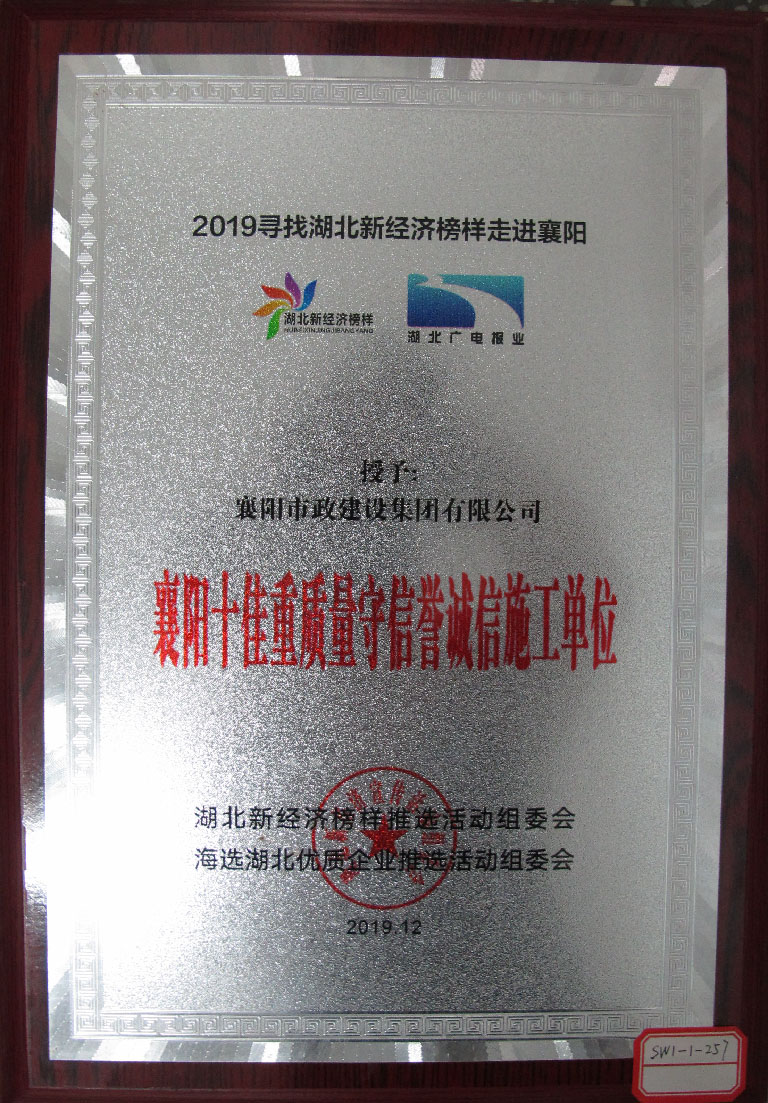 2019寻找湖北新经济榜样走进襄阳
湖北新经济榜样
HUBEIXINJINGJIBANGYANG
湖北广电报业
授予:
襄阳市政建设集团有限公司
襄阳十佳重质量守信誉诚信施工单位
湖北新经济榜样推选活动组委会
海选湖北优质企业推选活动组委会
2019.12
SW1-1-257